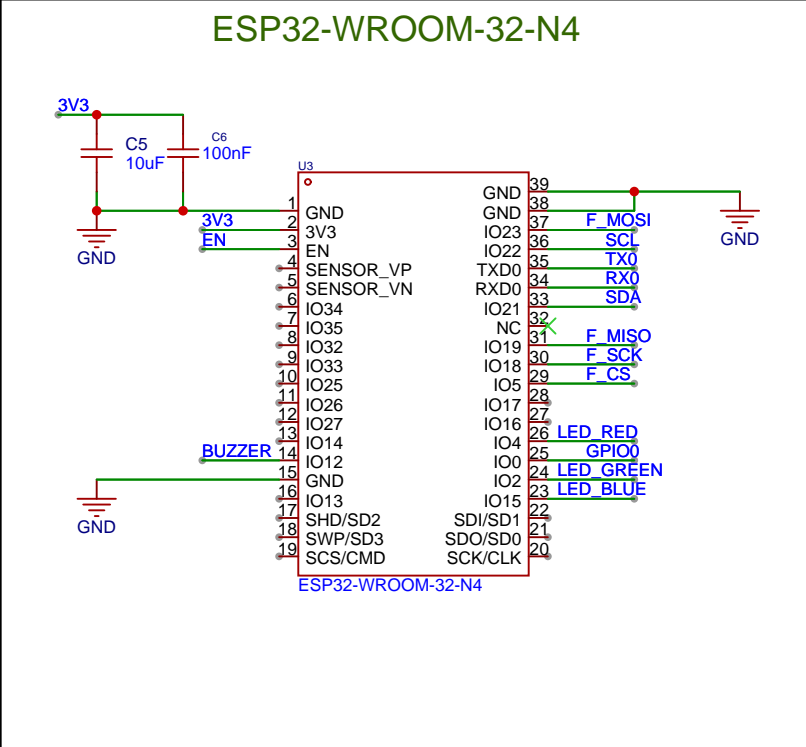 ESP32-WROOM-32-N4
3V3
C5
10uF
C6
100nF
GND
U3
1 GND
3V3 2 3V3
EN 3 EN
4 SENSOR_VP
5 SENSOR_VN
6 IO34
7 IO35
8 IO32
9 IO33
10 IO25
11 IO26
12 IO27
13 IO14
BUZZER 14 IO12
15 GND
16 IO13
17 SHD/SD2
18 SWP/SD3
19 SCS/CMD
GND
GND 39
GND 38
IO23 37 F_MOSI
IO22 36 SCL
TXD0 35 TX0
RXD0 34 RX0
IO21 33 SDA
NC 32
IO19 31 F_MISO
IO18 30 F_SCK
IO5 29 F_CS
IO17 28
IO16 27
IO4 26 LED_RED
IO0 25 GPIO0
IO2 24 LED_GREEN
IO15 23 LED_BLUE
SDI/SD1 22
SDO/SD0 21
SCK/CLK 20
GND
ESP32-WROOM-32-N4